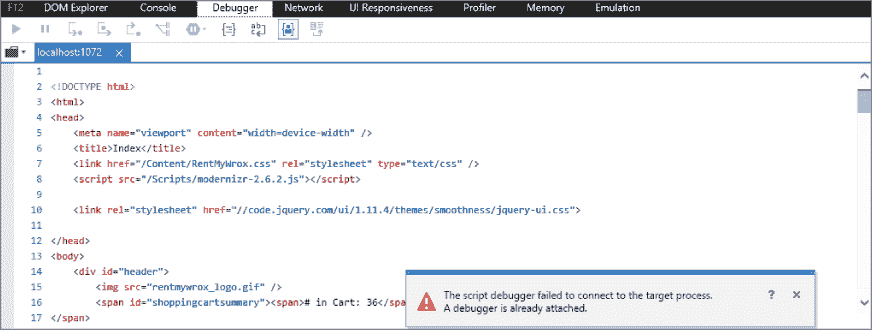 F12 DOM Explorer Console Debugger Network UI Responsiveness Profiler Memory Emulation
localhost:1072 ×
1
2 <!DOCTYPE html>
3 <html>
4 <head>
5 <meta name="viewport" content="width=device-width" />
6 <title>Index</title>
7 <link href="/Content/RentMyWrox.css" rel="stylesheet" type="text/css" />
8 <script src="/Scripts/modernizr-2.6.2.js"></script>
9
10 <link rel="stylesheet" href="//code.jquery.com/ui/1.11.4/themes/smoothness/jquery-ui.css">
11
12 </head>
13 <body>
14 <div id="header">
15 <img src="rentmywrox_logo.gif" />
16 <span id="shoppingcartsummary"><span># in Cart: 36</spa
17 </span>
The script debugger failed to connect to the target process. ? ×
A debugger is already attached.